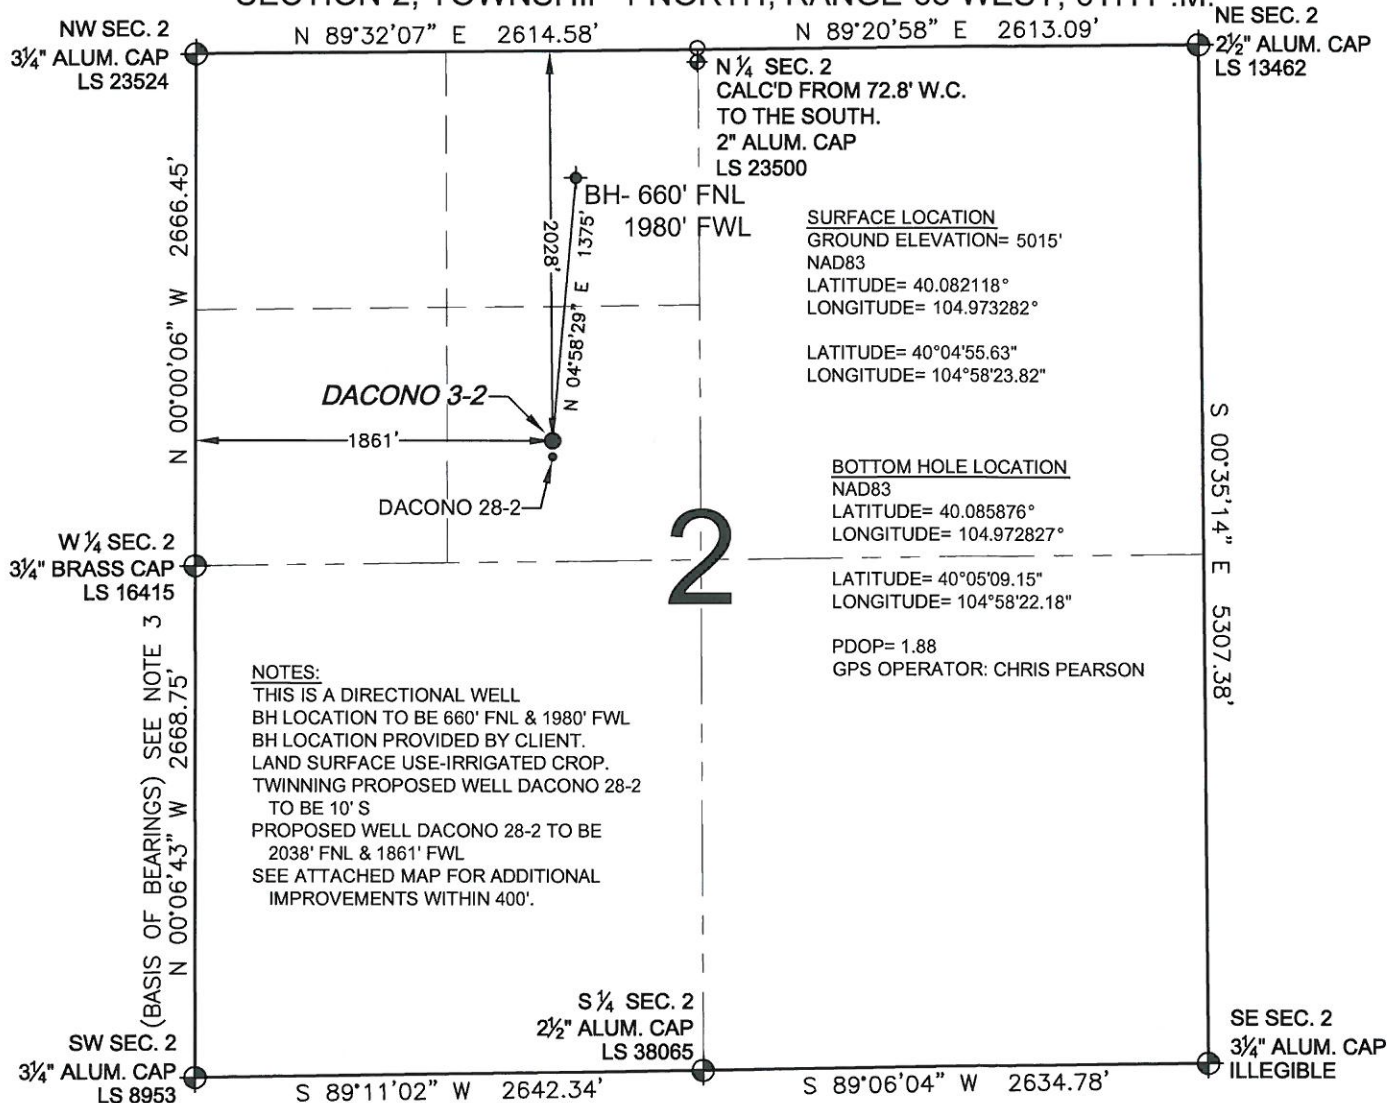 SECTION 2, TOWNSHIP 1 NORTH, RANGE 68 WEST, 6TH P.M.
NW SEC. 2
3¼" ALUM. CAP
LS 23524
N 89°32'07" E 2614.58'
N 89°20'58" E 2613.09'
NE SEC. 2
2½" ALUM. CAP
LS 13462
N ¼ SEC. 2
CALC'D FROM 72.8' W.C.
TO THE SOUTH.
2" ALUM. CAP
LS 23500
N 00°00'06" W 2666.45'
BH- 660' FNL
1980' FWL
2028'
N 04°58'29" E 1375'
SURFACE LOCATION
GROUND ELEVATION= 5015'
NAD83
LATITUDE= 40.082118°
LONGITUDE= 104.973282°
LATITUDE= 40°04'55.63"
LONGITUDE= 104°58'23.82"
DACONO 3-2
1861'
DACONO 28-2
S 00°35'14" E 5307.38'
BOTTOM HOLE LOCATION
NAD83
LATITUDE= 40.085876°
LONGITUDE= 104.972827°
LATITUDE= 40°05'09.15"
LONGITUDE= 104°58'22.18"
PDOP= 1.88
GPS OPERATOR: CHRIS PEARSON
2
W ¼ SEC. 2
3¼" BRASS CAP
LS 16415
(BASIS OF BEARINGS) SEE NOTE 3
N 00°06'43" W 2668.75'
NOTES:
THIS IS A DIRECTIONAL WELL
BH LOCATION TO BE 660' FNL & 1980' FWL
BH LOCATION PROVIDED BY CLIENT.
LAND SURFACE USE-IRRIGATED CROP.
TWINNING PROPOSED WELL DACONO 28-2
TO BE 10' S
PROPOSED WELL DACONO 28-2 TO BE
2038' FNL & 1861' FWL
SEE ATTACHED MAP FOR ADDITIONAL
IMPROVEMENTS WITHIN 400'.
SW SEC. 2
3¼" ALUM. CAP
LS 8953
S 89°11'02" W 2642.34'
S ¼ SEC. 2
2½" ALUM. CAP
LS 38065
S 89°06'04" W 2634.78'
SE SEC. 2
3¼" ALUM. CAP
ILLEGIBLE